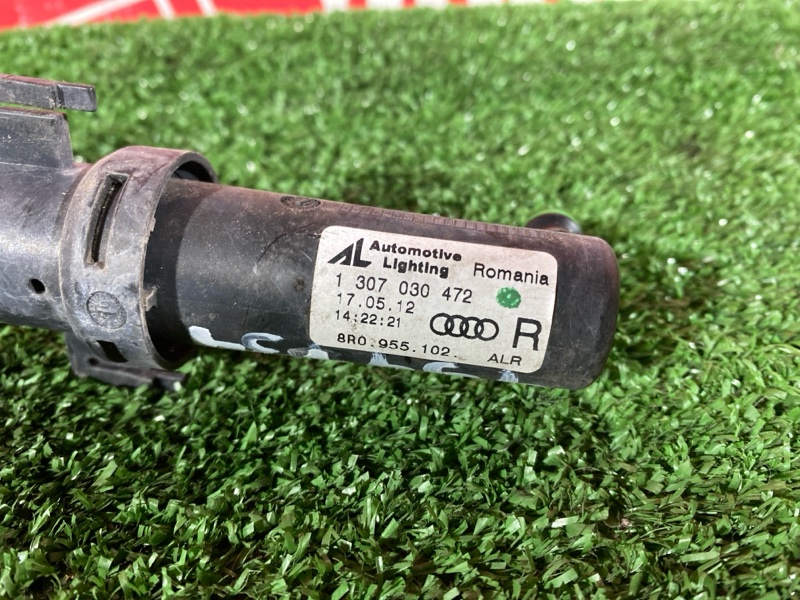 AL Automotive Lighting Romania
1 307 030 472
17.05.12
14:22:21
R
8R0.955.102. ALR